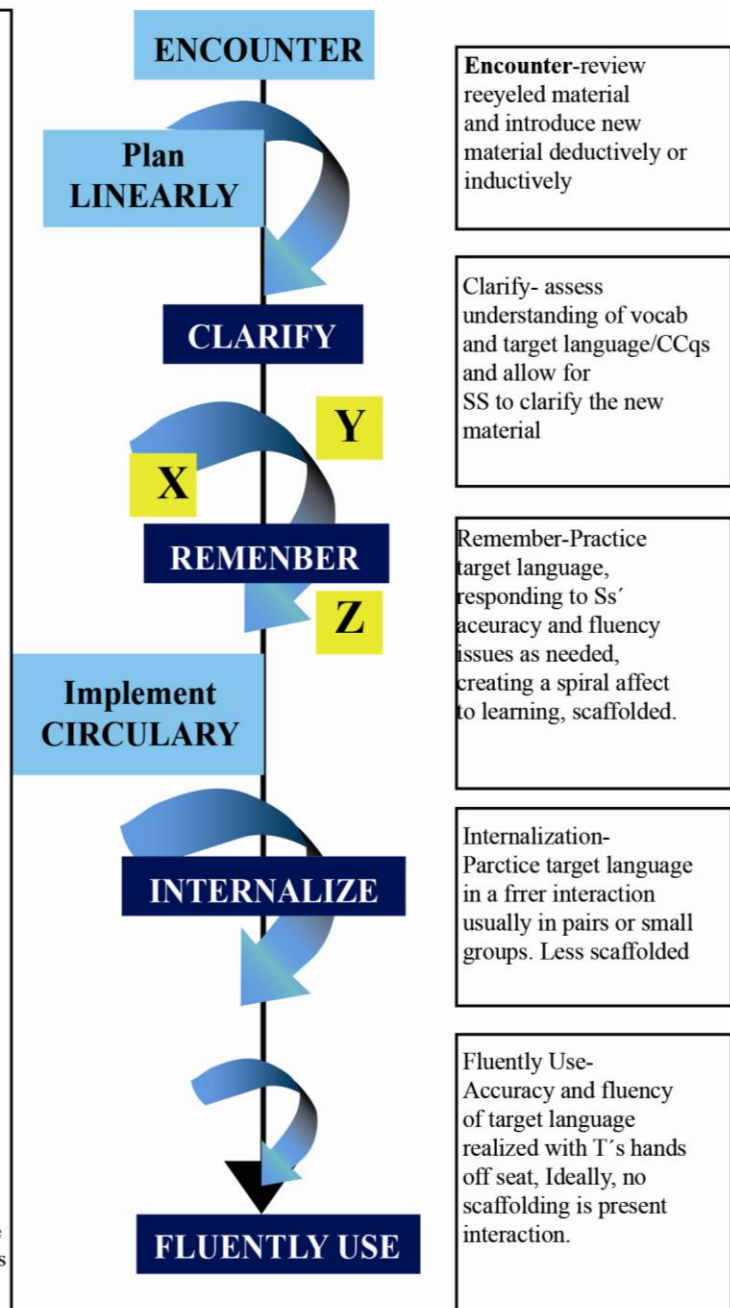 ENCOUNTER
Plan
LINEARLY
CLARIFY
X
Y
REMENBER
Z
Implement
CIRCULARY
INTERNALIZE
FLUENTLY USE
Encounter-review
reeyeled material
and introduce new
material deductively or
inductively
Clarify- assess
understanding of vocab
and target language/CCqs
and allow for
SS to clarify the new
material
Remember-Practice
target language,
responding to Ss´
aceuracy and fluency
issues as needed,
creating a spiral affect
to learning, scaffolded.
Internalization-
Parctice target language
in a frrer interaction
usually in pairs or small
groups. Less scaffolded
Fluently Use-
Accuracy and fluency
of target language
realized with T´s hands
off seat, Ideally, no
scaffolding is present
interaction.